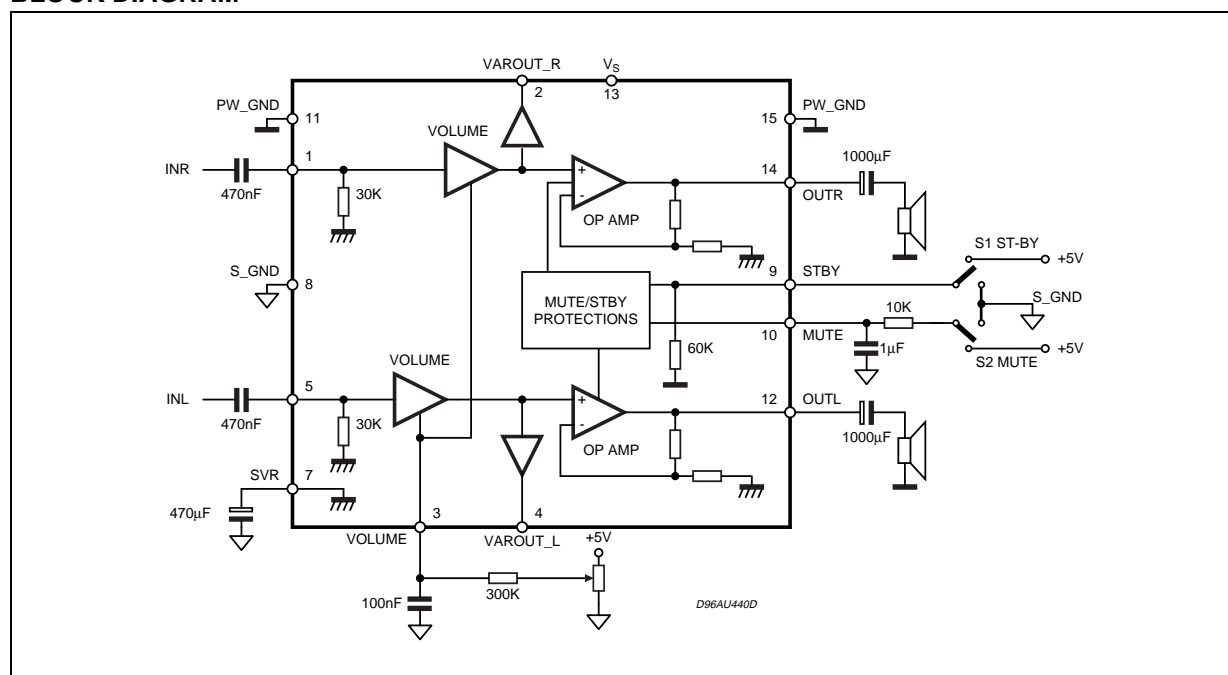 BLOCK DIAGRAM
VAROUT_R
VS
2
13
PW_GND
11
15
PW_GND
VOLUME
1000µF
INR
1
14
470nF
30K
+
-
OP AMP
OUTR
S1 ST-BY
+5V
S_GND
8
9
STBY
MUTE/STBY
PROTECTIONS
S_GND
10K
10
MUTE
60K
1µF
S2 MUTE
+5V
VOLUME
INL
5
12
OUTL
470nF
30K
+
-
OP AMP
1000µF
SVR
7
470µF
3
4
VOLUME
VAROUT_L
+5V
100nF
300K
D96AU440D